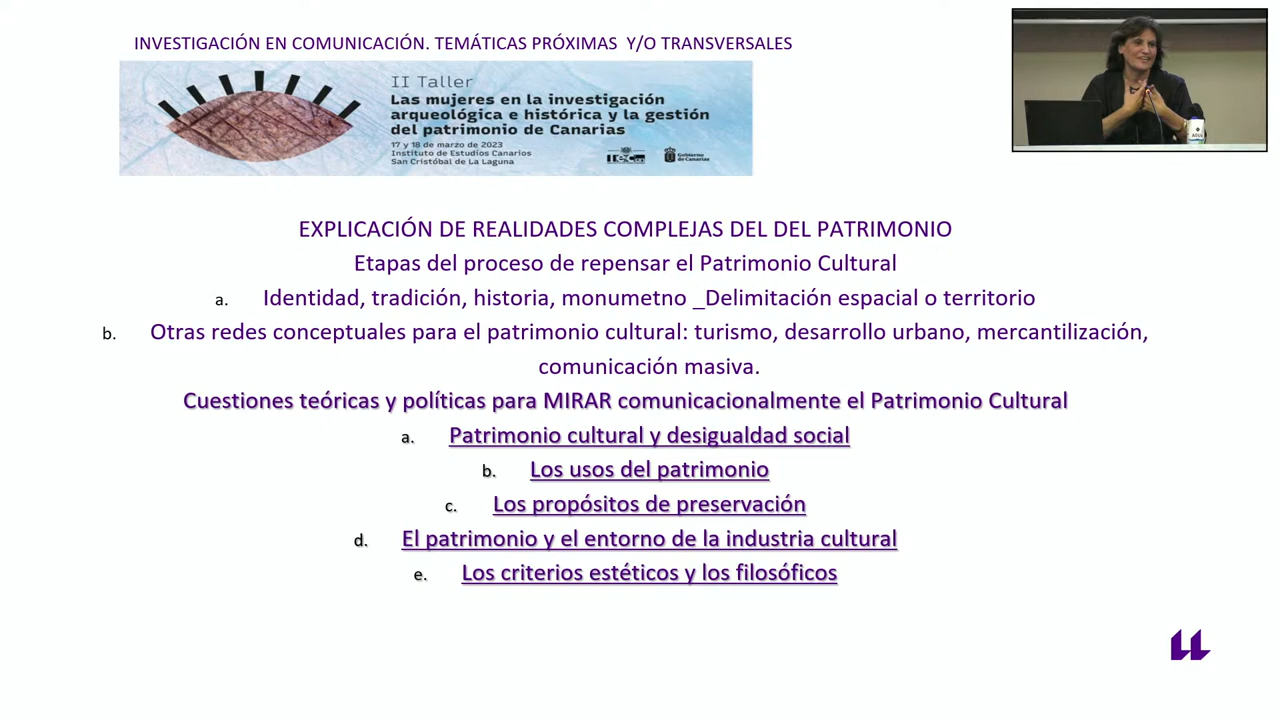 INVESTIGACIÓN EN COMUNICACIÓN. TEMÁTICAS PRÓXIMAS Y/O TRANSVERSALES
II Taller
Las mujeres en la investigación
arqueológica e histórica y la gestión
del patrimonio de Canarias
17 y 18 de marzo de 2023
Instituto de Estudios Canarios
San Cristóbal de La Laguna
Gobierno
de Canarias
EXPLICACIÓN DE REALIDADES COMPLEJAS DEL DEL PATRIMONIO
Etapas del proceso de repensar el Patrimonio Cultural
a. Identidad, tradición, historia, monumetno _Delimitación espacial o territorio
b. Otras redes conceptuales para el patrimonio cultural: turismo, desarrollo urbano, mercantilización,
comunicación masiva.
Cuestiones teóricas y políticas para MIRAR comunicacionalmente el Patrimonio Cultural
a. Patrimonio cultural y desigualdad social
b. Los usos del patrimonio
c. Los propósitos de preservación
d. El patrimonio y el entorno de la industria cultural
e. Los criterios estéticos y los filosóficos